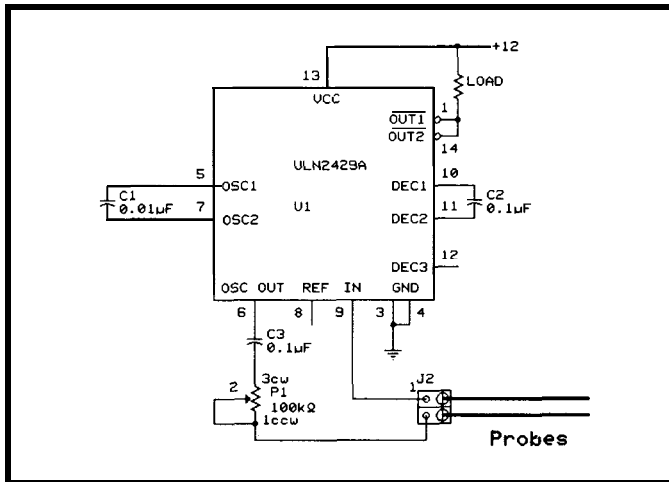 +12
13
VCC
LOAD
1
OUT1
OUT2
14
ULN2429A
U1
5
OSC1
C1
0.01µF
7
OSC2
10
DEC1
C2
0.1µF
11
DEC2
12
DEC3
OSC OUT REF IN GND
6 8 9 3 4
C3
0.1µF
3cw
2
P1
100kΩ
1ccw
J2
1
Probes